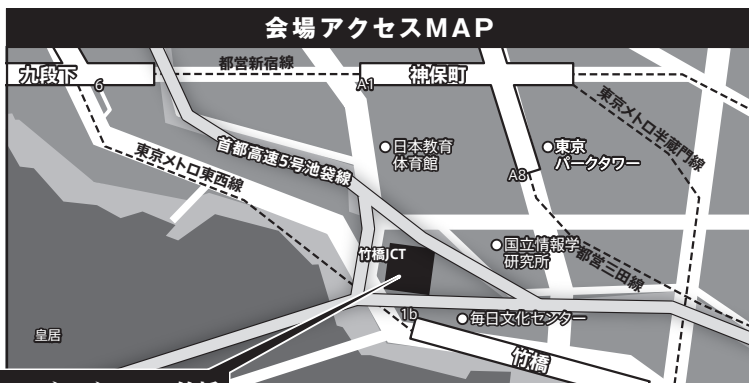 会場アクセスMAP
都営新宿線
九段下
神保町
6
A1
東京メトロ半蔵門線
首都高速5号池袋線
日本教育
体育館
東京
パークタワー
東京メトロ東西線
A8
竹橋JCT
国立情報学
研究所
都営三田線
皇居
1b
毎日文化センター
竹橋